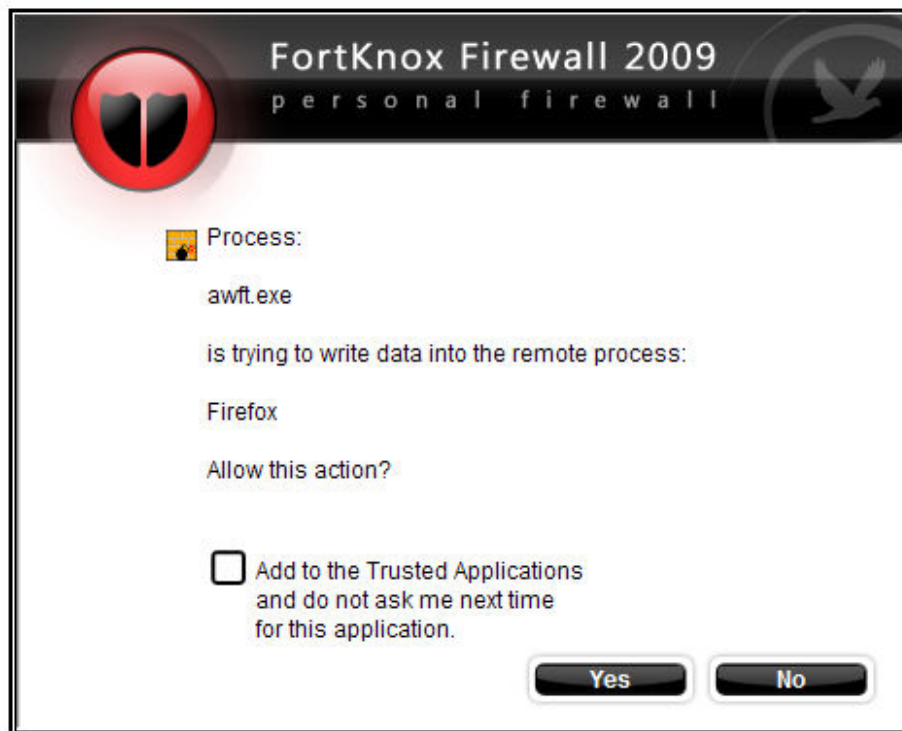 FortKnox Firewall 2009
personal firewall
Process:
awft.exe
is trying to write data into the remote process:
Firefox
Allow this action?
Add to the Trusted Applications
and do not ask me next time
for this application.
Yes No